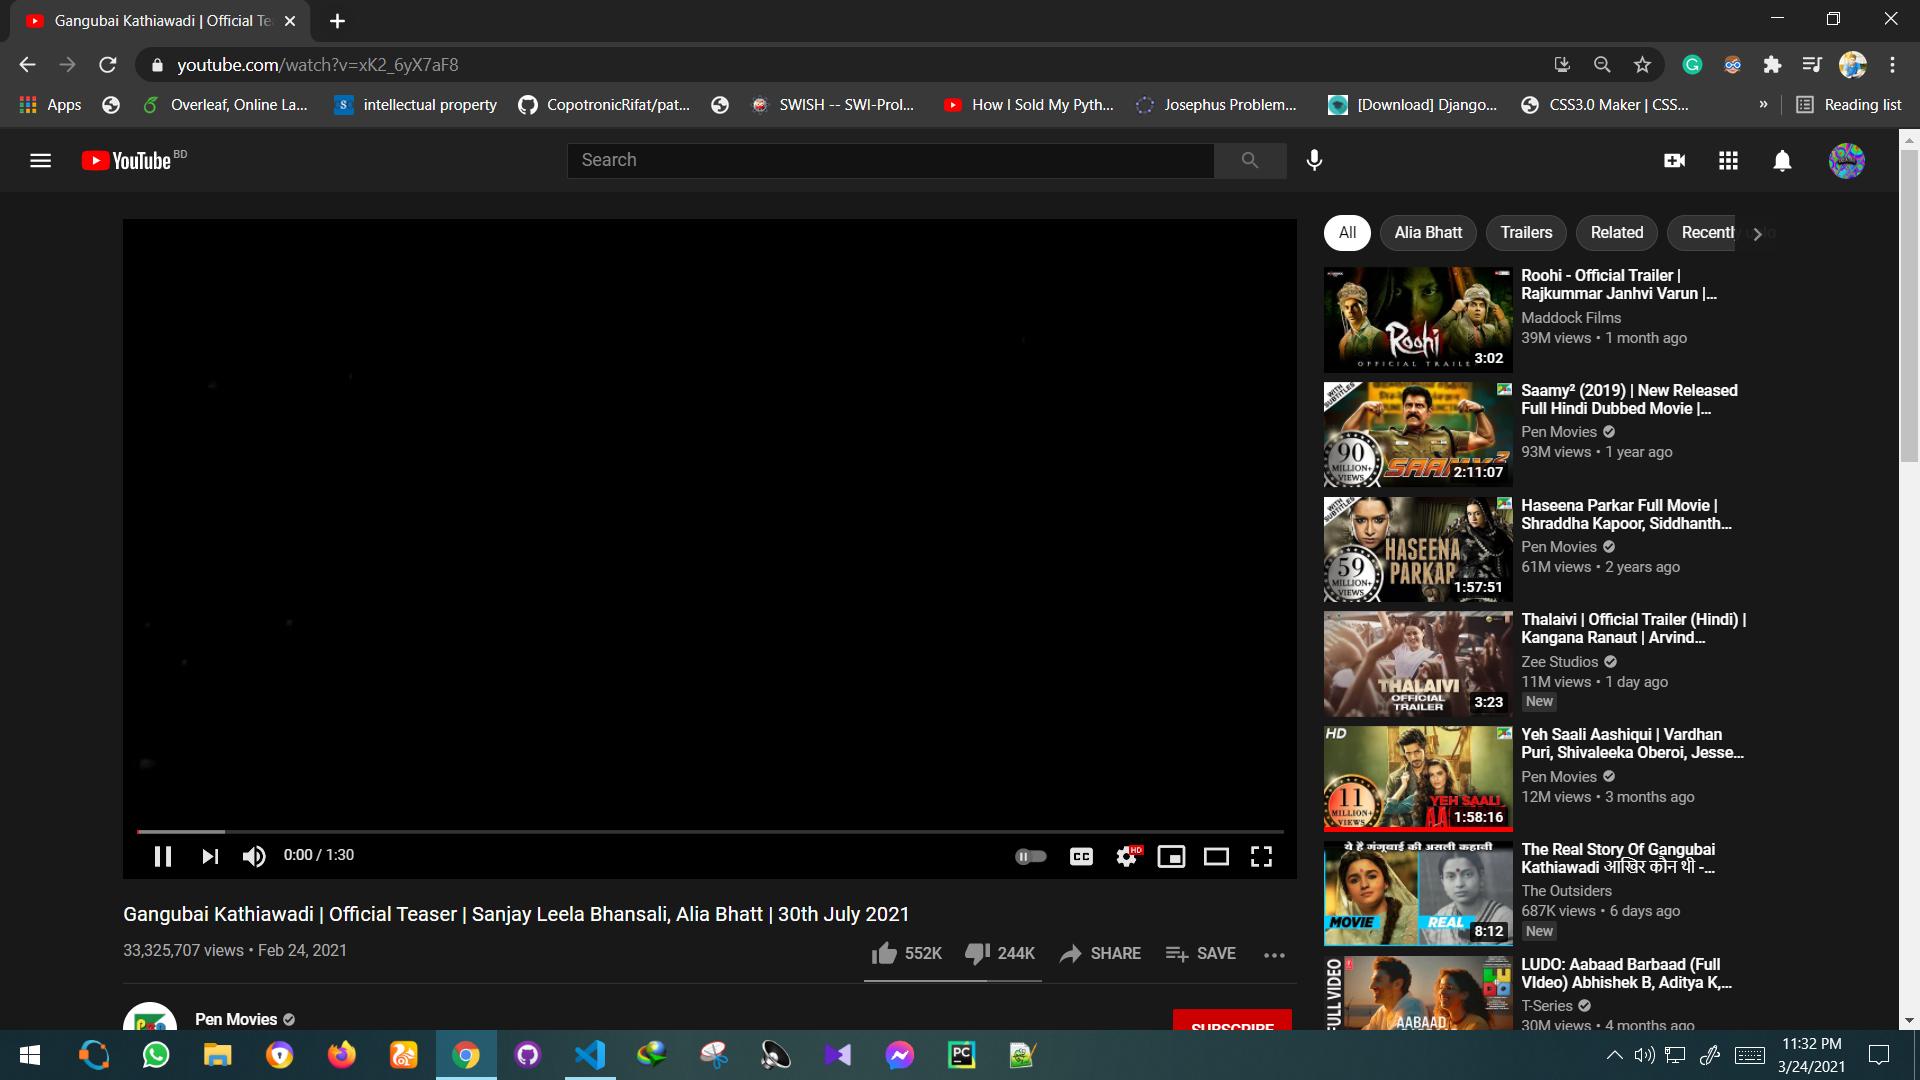 Gangubai Kathiawadi | Official Te
youtube.com/watch?v=xK2_6yX7aF8
Apps
Overleaf, Online La...
intellectual property
CopotronicRifat/pat...
SWISH -- SWI-Prol...
How I Sold My Pyth...
Josephus Problem...
[Download] Django...
CSS3.0 Maker | CSS...
»
Reading list
YouTube BD
Search
All
Alia Bhatt
Trailers
Related
Recently
Roohi
OFFICIAL TRAILER
3:02
Roohi - Official Trailer |
Rajkummar Janhvi Varun |...
Maddock Films
39M views • 1 month ago
WITH SUBTITLES
90
MILLION+
VIEWS
2:11:07
Saamy² (2019) | New Released
Full Hindi Dubbed Movie |...
Pen Movies
93M views • 1 year ago
WITH SUBTITLES
59
MILLION+
VIEWS
HASEENA
PARKAR
1:57:51
Haseena Parkar Full Movie |
Shraddha Kapoor, Siddhanth...
Pen Movies
61M views • 2 years ago
THALAIVI
OFFICIAL
TRAILER
3:23
Thalaivi | Official Trailer (Hindi) |
Kangana Ranaut | Arvind...
Zee Studios
11M views • 1 day ago
New
HD
11
MILLION+
VIEWS
YEH SAALI
1:58:16
Yeh Saali Aashiqui | Vardhan
Puri, Shivaleeka Oberoi, Jesse...
Pen Movies
12M views • 3 months ago
ये है गंगूबाई की असली कहानी
MOVIE
REAL
8:12
The Real Story Of Gangubai
Kathiawadi आखिर कौन थी -...
The Outsiders
687K views • 6 days ago
New
FULL VIDEO
AABAAD
LUDO: Aabaad Barbaad (Full
VIdeo) Abhishek B, Aditya K,...
T-Series
30M views • 4 months ago
0:00 / 1:30
CC
HD
Gangubai Kathiawadi | Official Teaser | Sanjay Leela Bhansali, Alia Bhatt | 30th July 2021
33,325,707 views • Feb 24, 2021
552K
244K
SHARE
SAVE
Pen Movies
SUBSCRIBE
PC
11:32 PM
3/24/2021